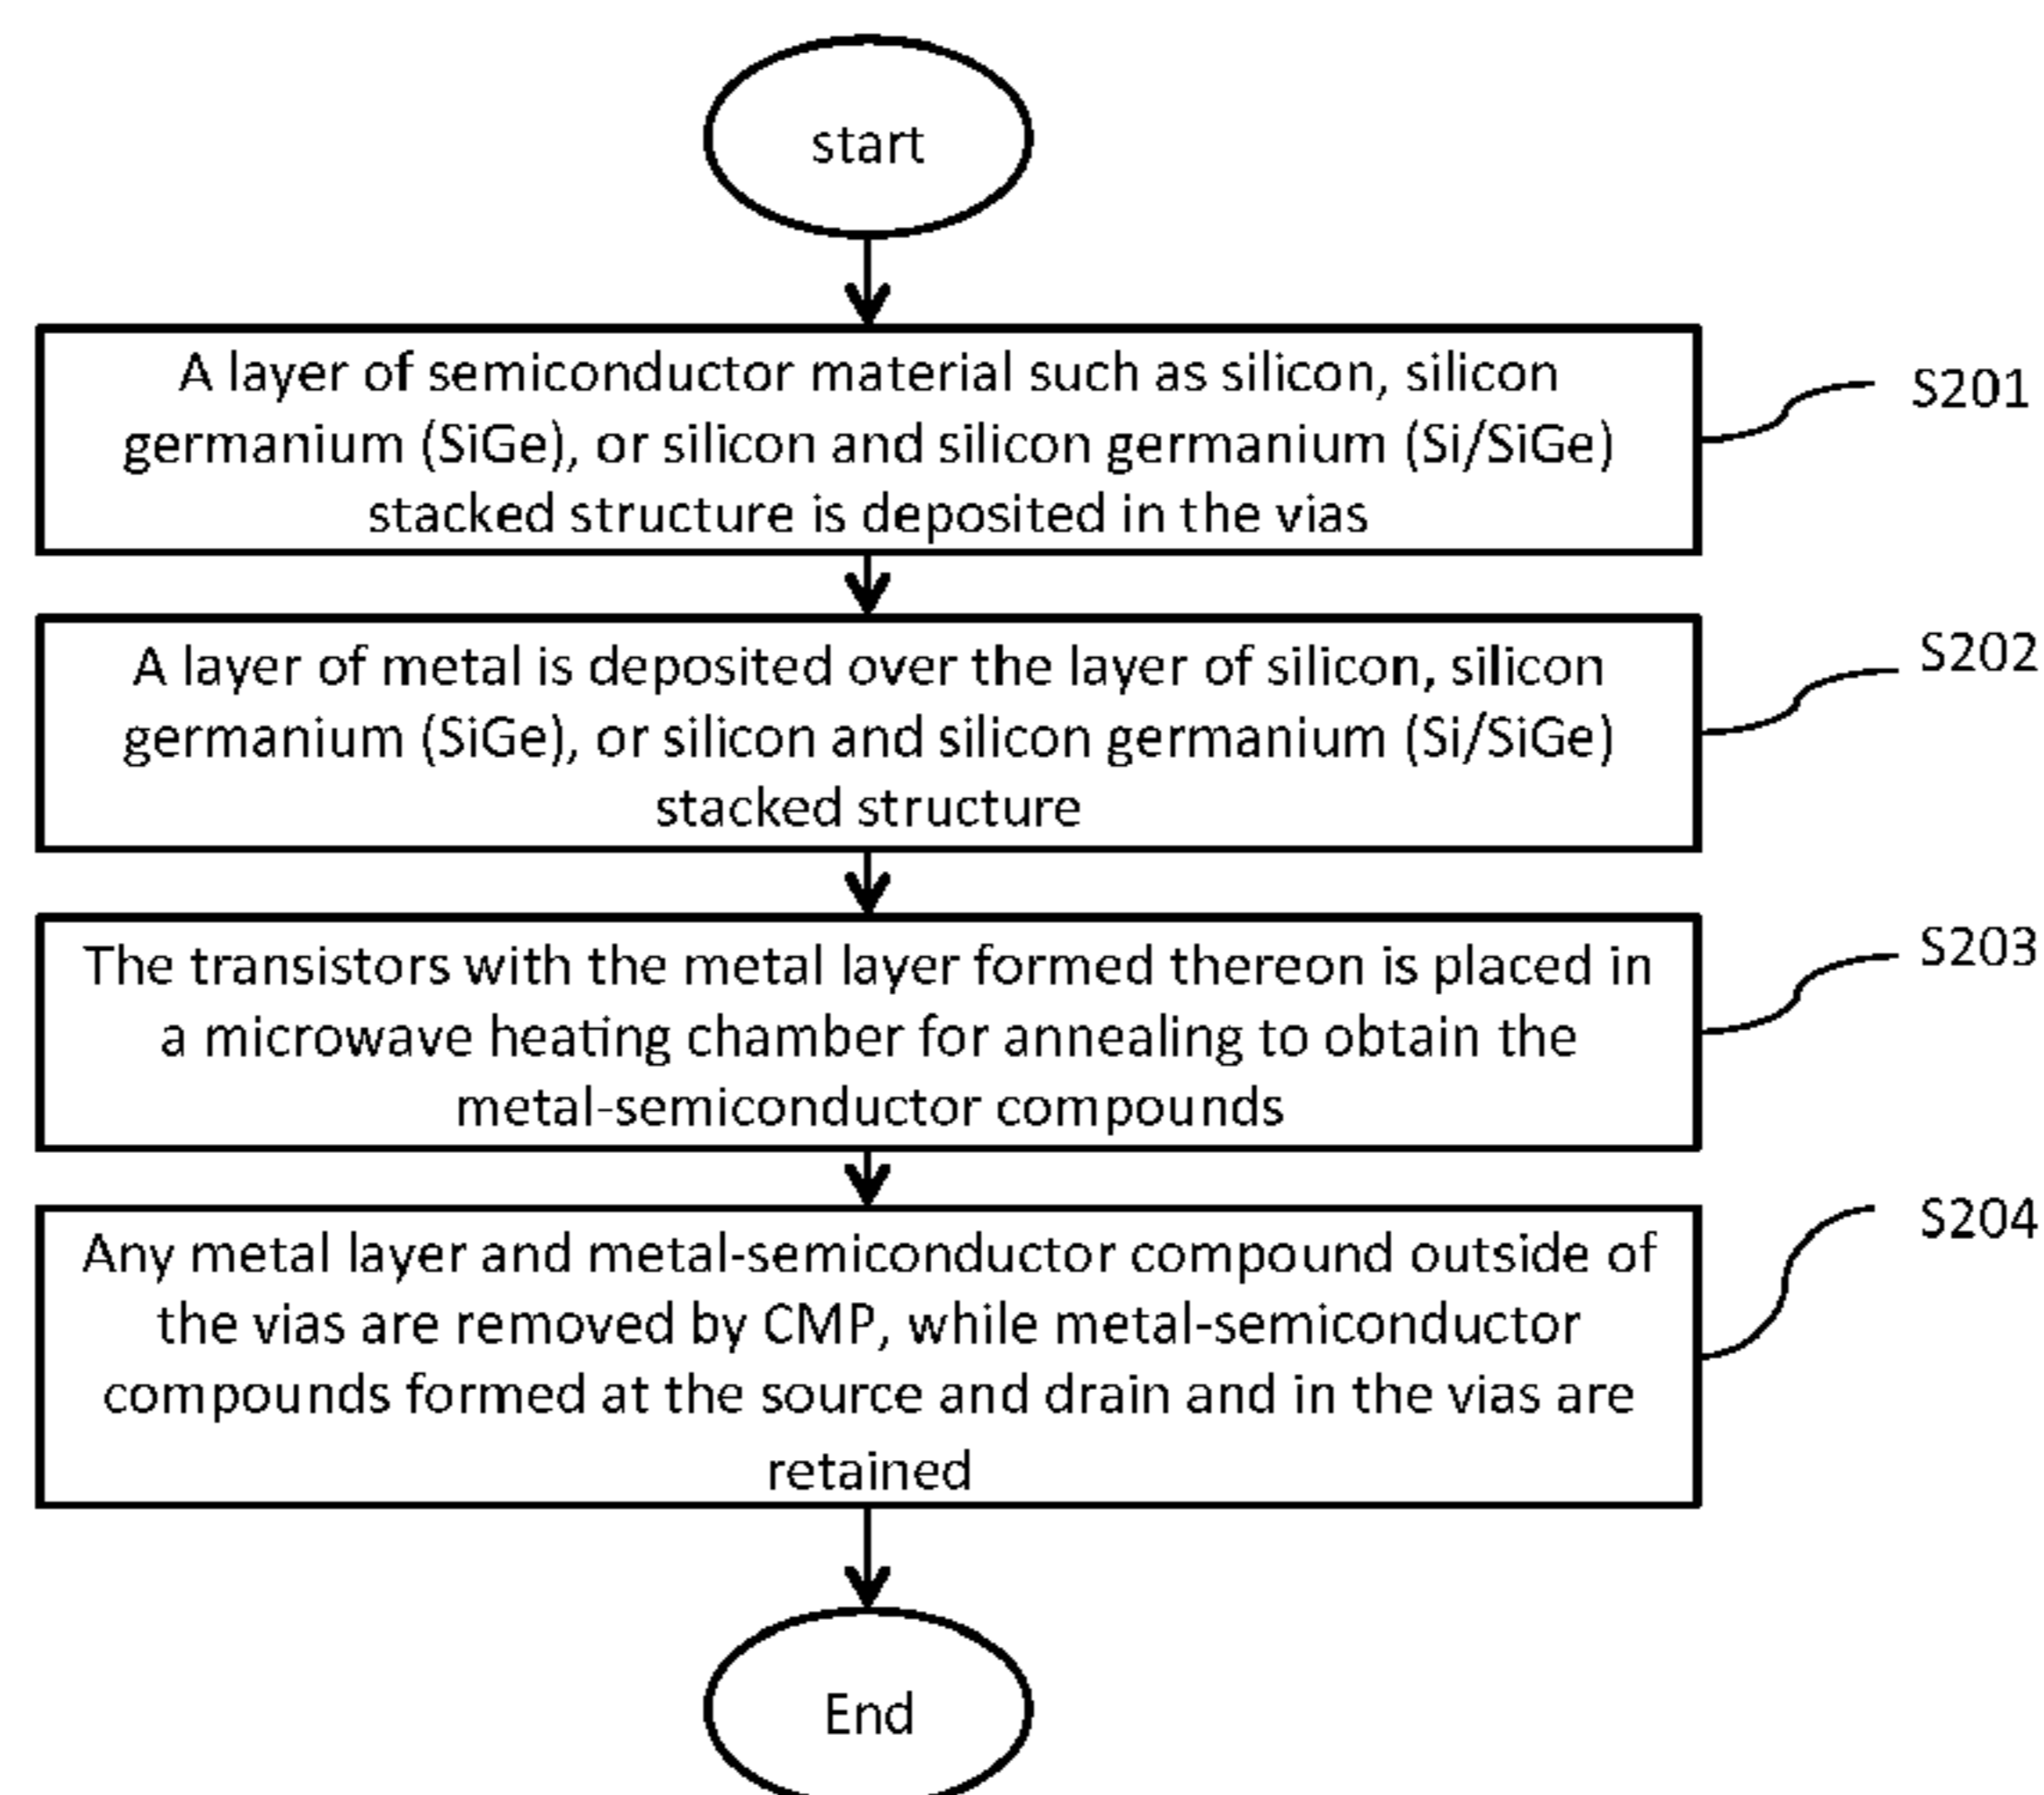 start
A layer of semiconductor material such as silicon, silicon
germanium (SiGe), or silicon and silicon germanium (Si/SiGe)
stacked structure is deposited in the vias
S201
A layer of metal is deposited over the layer of silicon, silicon
germanium (SiGe), or silicon and silicon germanium (Si/SiGe)
stacked structure
S202
The transistors with the metal layer formed thereon is placed in
a microwave heating chamber for annealing to obtain the
metal-semiconductor compounds
S203
Any metal layer and metal-semiconductor compound outside of
the vias are removed by CMP, while metal-semiconductor
compounds formed at the source and drain and in the vias are
retained
S204
End